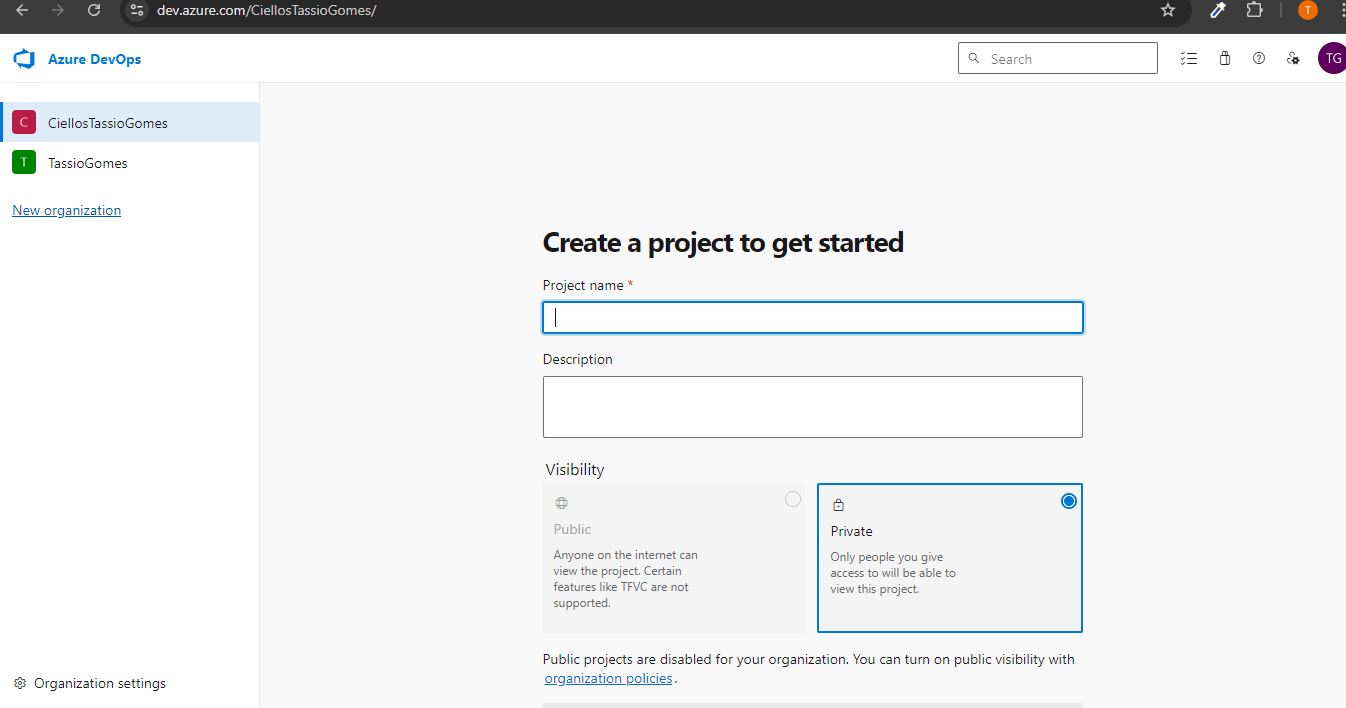 dev.azure.com/CiellosTassioGomes/
T
Azure DevOps
Search
TG
C
CiellosTassioGomes
T
TassioGomes
New organization
Create a project to get started
Project name *
Description
Visibility
Public
Anyone on the internet can
view the project. Certain
features like TFVC are not
supported.
Private
Only people you give
access to will be able to
view this project.
Public projects are disabled for your organization. You can turn on public visibility with
organization policies.
Organization settings